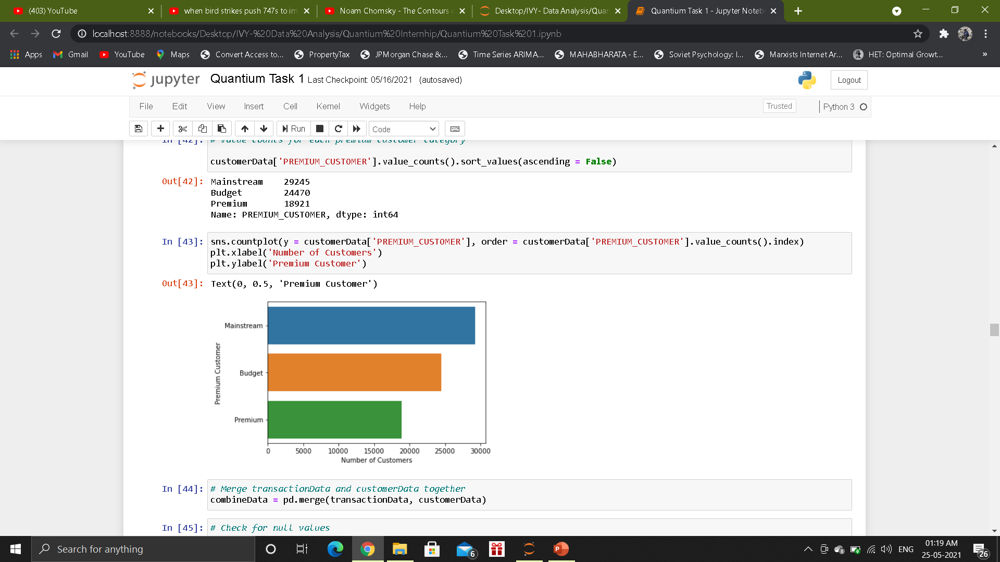 (403) YouTube
when bird strikes push 747s to im
Noam Chomsky - The Contours o
Desktop/IVY- Data Analysis/Quan
Quantium Task 1 - Jupyter Noteb
localhost:8888/notebooks/Desktop/IVY-%20Data%20Analysis/Quantium%20Internhip/Quantium%20Task%201.ipynb
Apps
Gmail
YouTube
Maps
Convert Access to...
PropertyTax
JPMorgan Chase &...
Time Series ARIMA...
MAHABHARATA - E...
Soviet Psychology: I...
Marxists Internet Ar...
HET: Optimal Growt...
»
jupyter Quantium Task 1 Last Checkpoint: 05/16/2021 (autosaved)
Logout
File Edit View Insert Cell Kernel Widgets Help
Trusted
Python 3
Run
Code
In [42]: # Value counts for each premium customer category
customerData['PREMIUM_CUSTOMER'].value_counts().sort_values(ascending = False)
Out[42]: Mainstream 29245
Budget 24470
Premium 18921
Name: PREMIUM_CUSTOMER, dtype: int64
In [43]: sns.countplot(y = customerData['PREMIUM_CUSTOMER'], order = customerData['PREMIUM_CUSTOMER'].value_counts().index)
plt.xlabel('Number of Customers')
plt.ylabel('Premium Customer')
Out[43]: Text(0, 0.5, 'Premium Customer')
Premium Customer
Mainstream
Budget
Premium
0 5000 10000 15000 20000 25000 30000
Number of Customers
In [44]: # Merge transactionData and customerData together
combineData = pd.merge(transactionData, customerData)
In [45]: # Check for null values
Search for anything
6
P
ENG
01:19 AM
25-05-2021
26